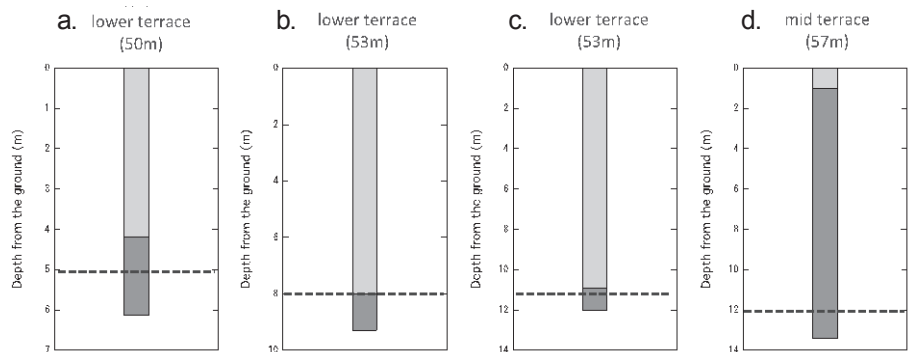 a. lower terrace
(50m)
Depth from the ground (m)
0
1
2
3
4
5
6
7
b. lower terrace
(53m)
Depth from the ground (m)
0
2
4
6
8
10
c. lower terrace
(53m)
Depth from the ground (m)
0
2
4
6
8
10
12
14
d. mid terrace
(57m)
Depth from the ground (m)
0
2
4
6
8
10
12
14